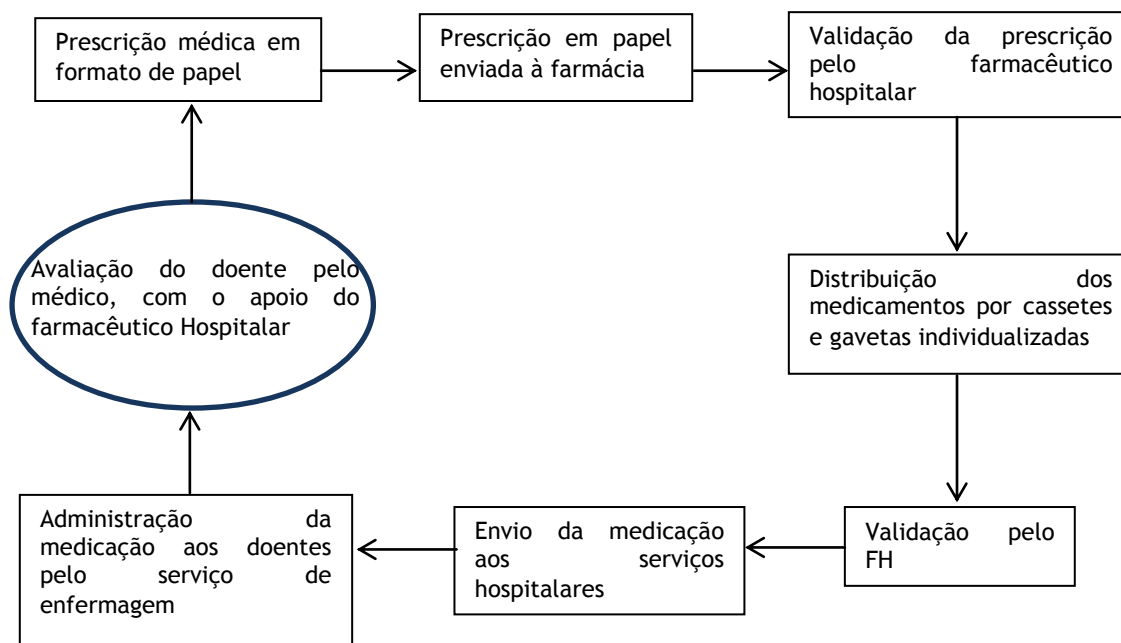 Prescrição médica em
formato de papel
Prescrição em papel
enviada à farmácia
Validação da prescrição
pelo farmacêutico
hospitalar
Distribuição dos
medicamentos por cassetes
e gavetas individualizadas
Validação pelo
FH
Envio da medicação
aos serviços
hospitalares
Administração da
medicação aos doentes
pelo serviço de
enfermagem
Avaliação do doente pelo
médico, com o apoio do
farmacêutico Hospitalar